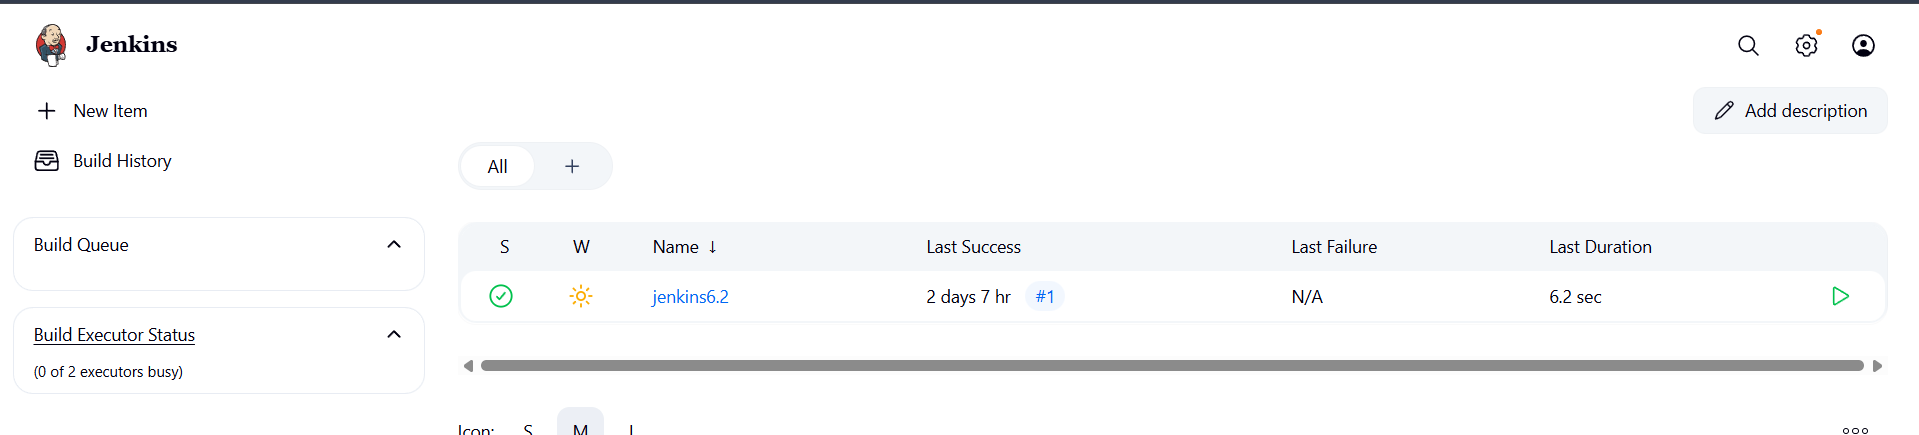 Jenkins
New Item
Add description
Build History
All +
Build Queue
S W Name ↓ Last Success Last Failure Last Duration
jenkins6.2 2 days 7 hr #1 N/A 6.2 sec
Build Executor Status
(0 of 2 executors busy)
Icon: S M L